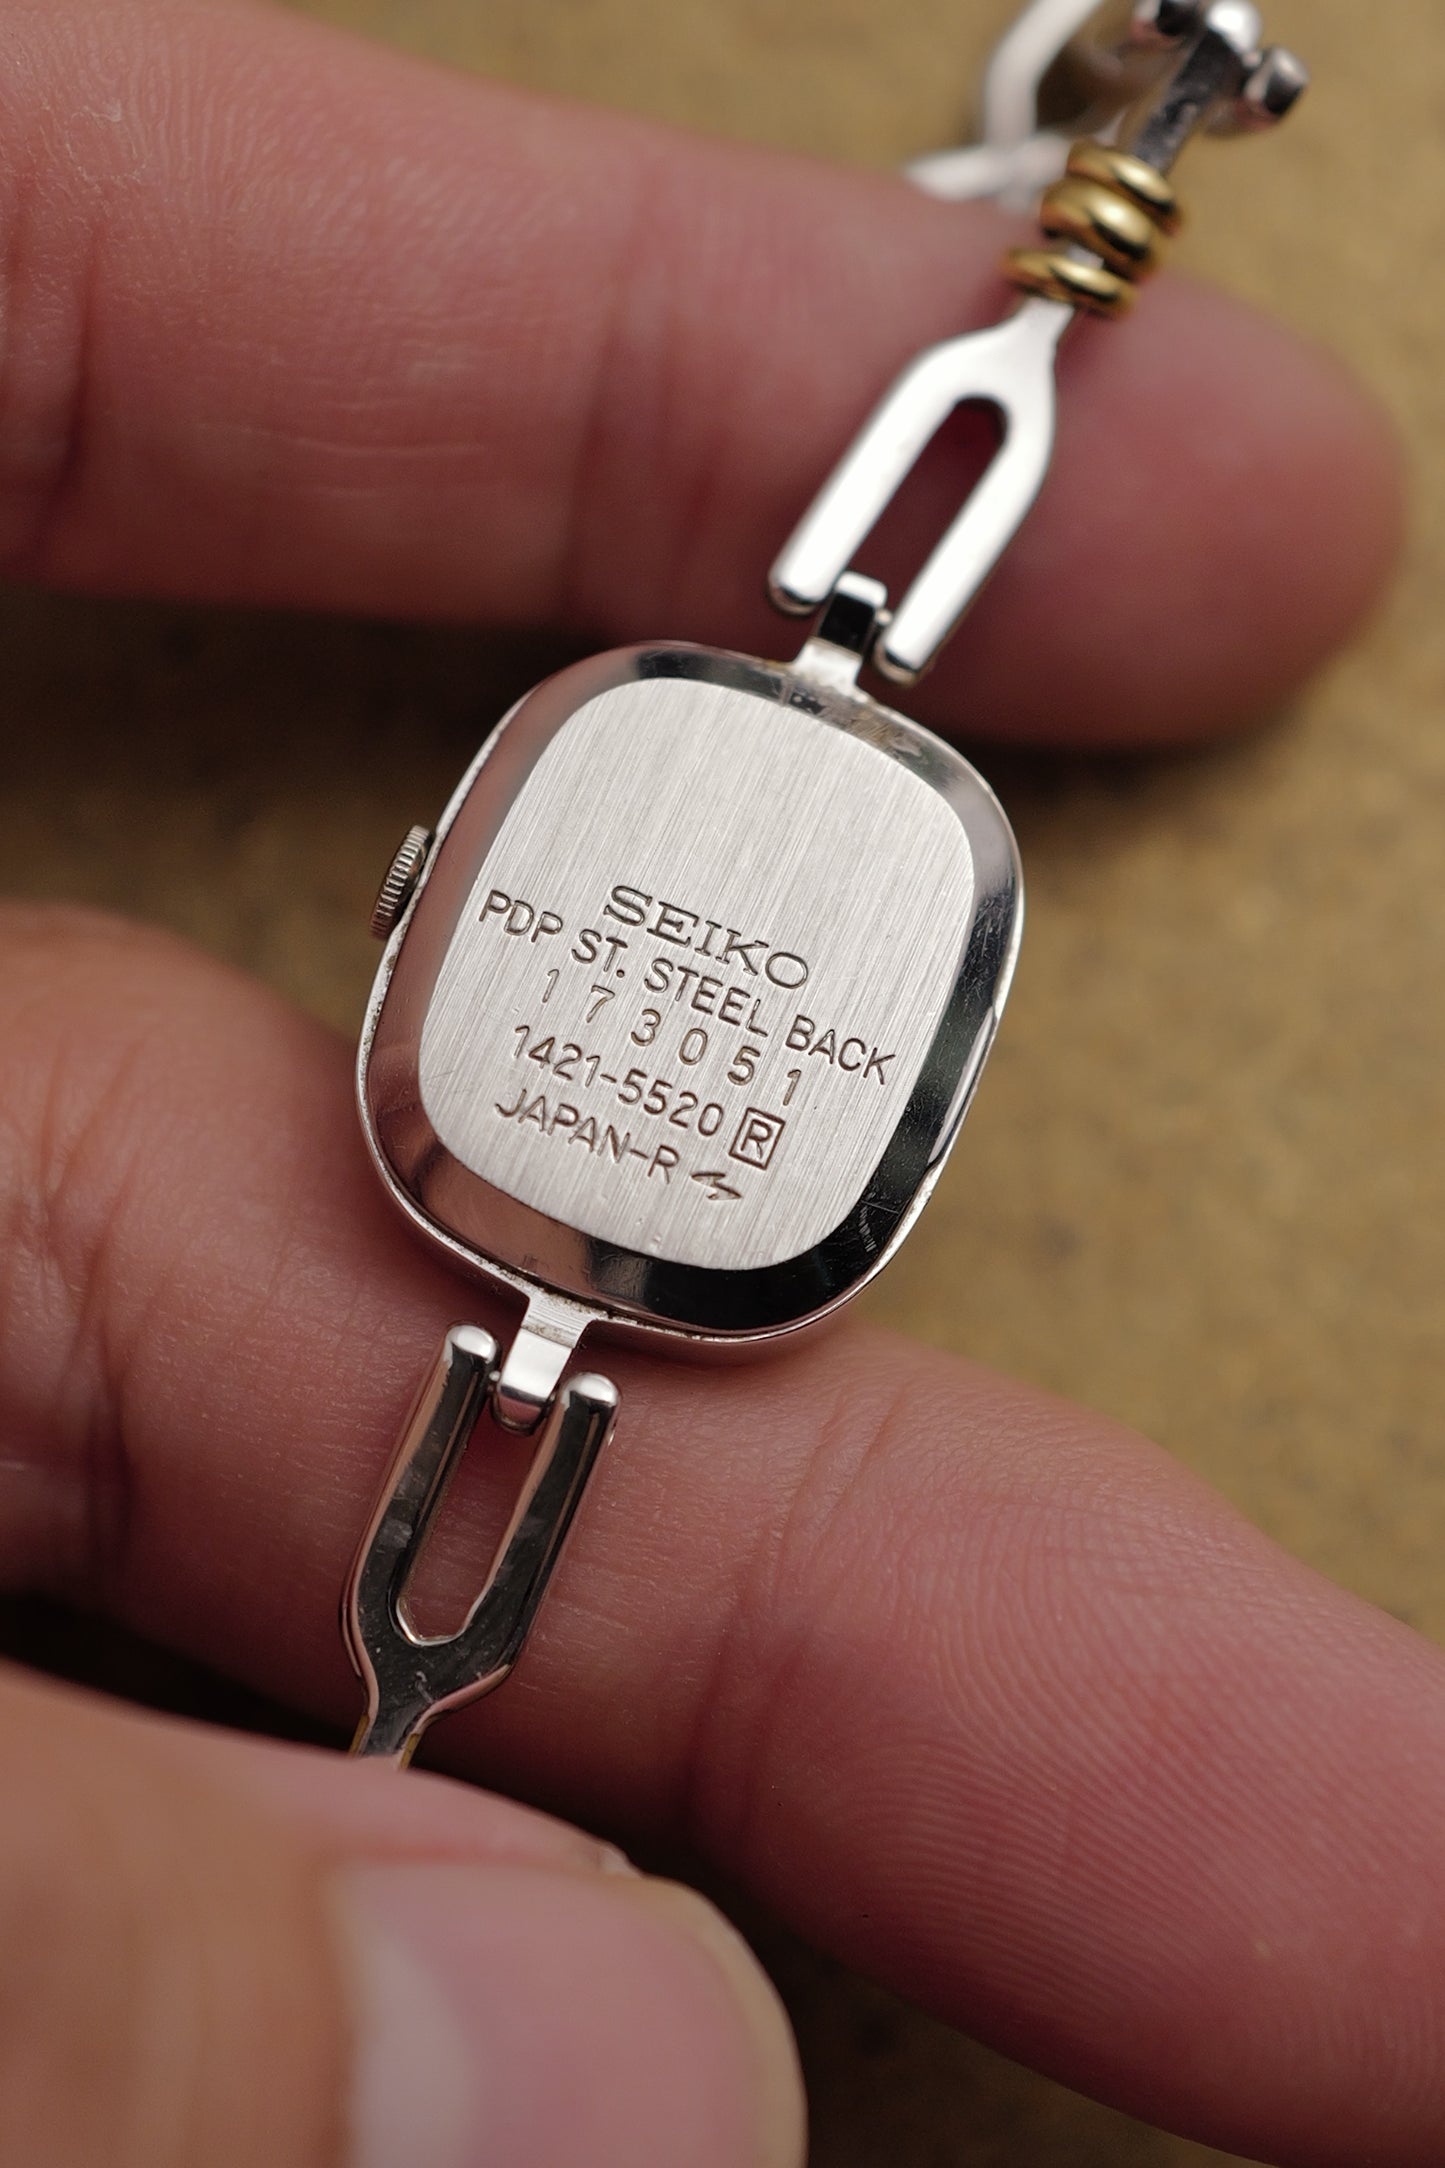 SEIKO
PDP ST. STEEL BACK
173051
1421-5520 R
JAPAN-R